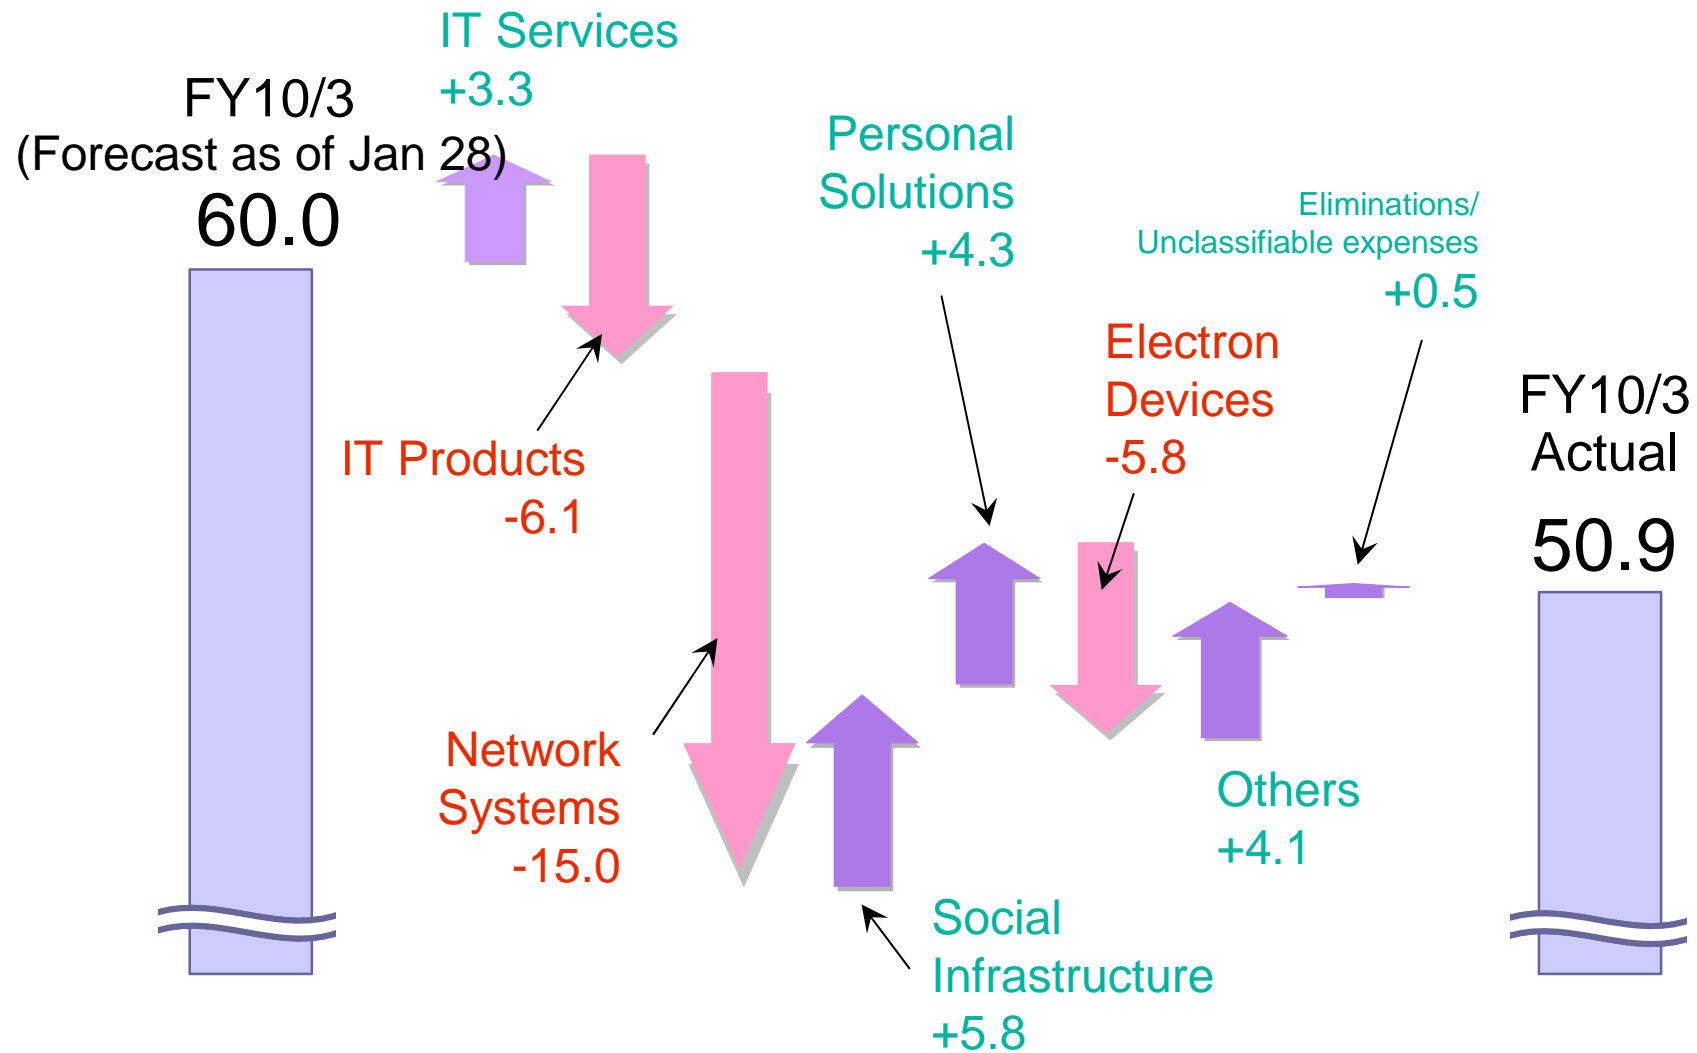 IT Services
+3.3
FY10/3
(Forecast as of Jan 28)
60.0
Personal
Solutions
+4.3
Eliminations/
Unclassifiable expenses
+0.5
Electron
Devices
-5.8
FY10/3
Actual
50.9
IT Products
-6.1
Network
Systems
-15.0
Others
+4.1
Social
Infrastructure
+5.8